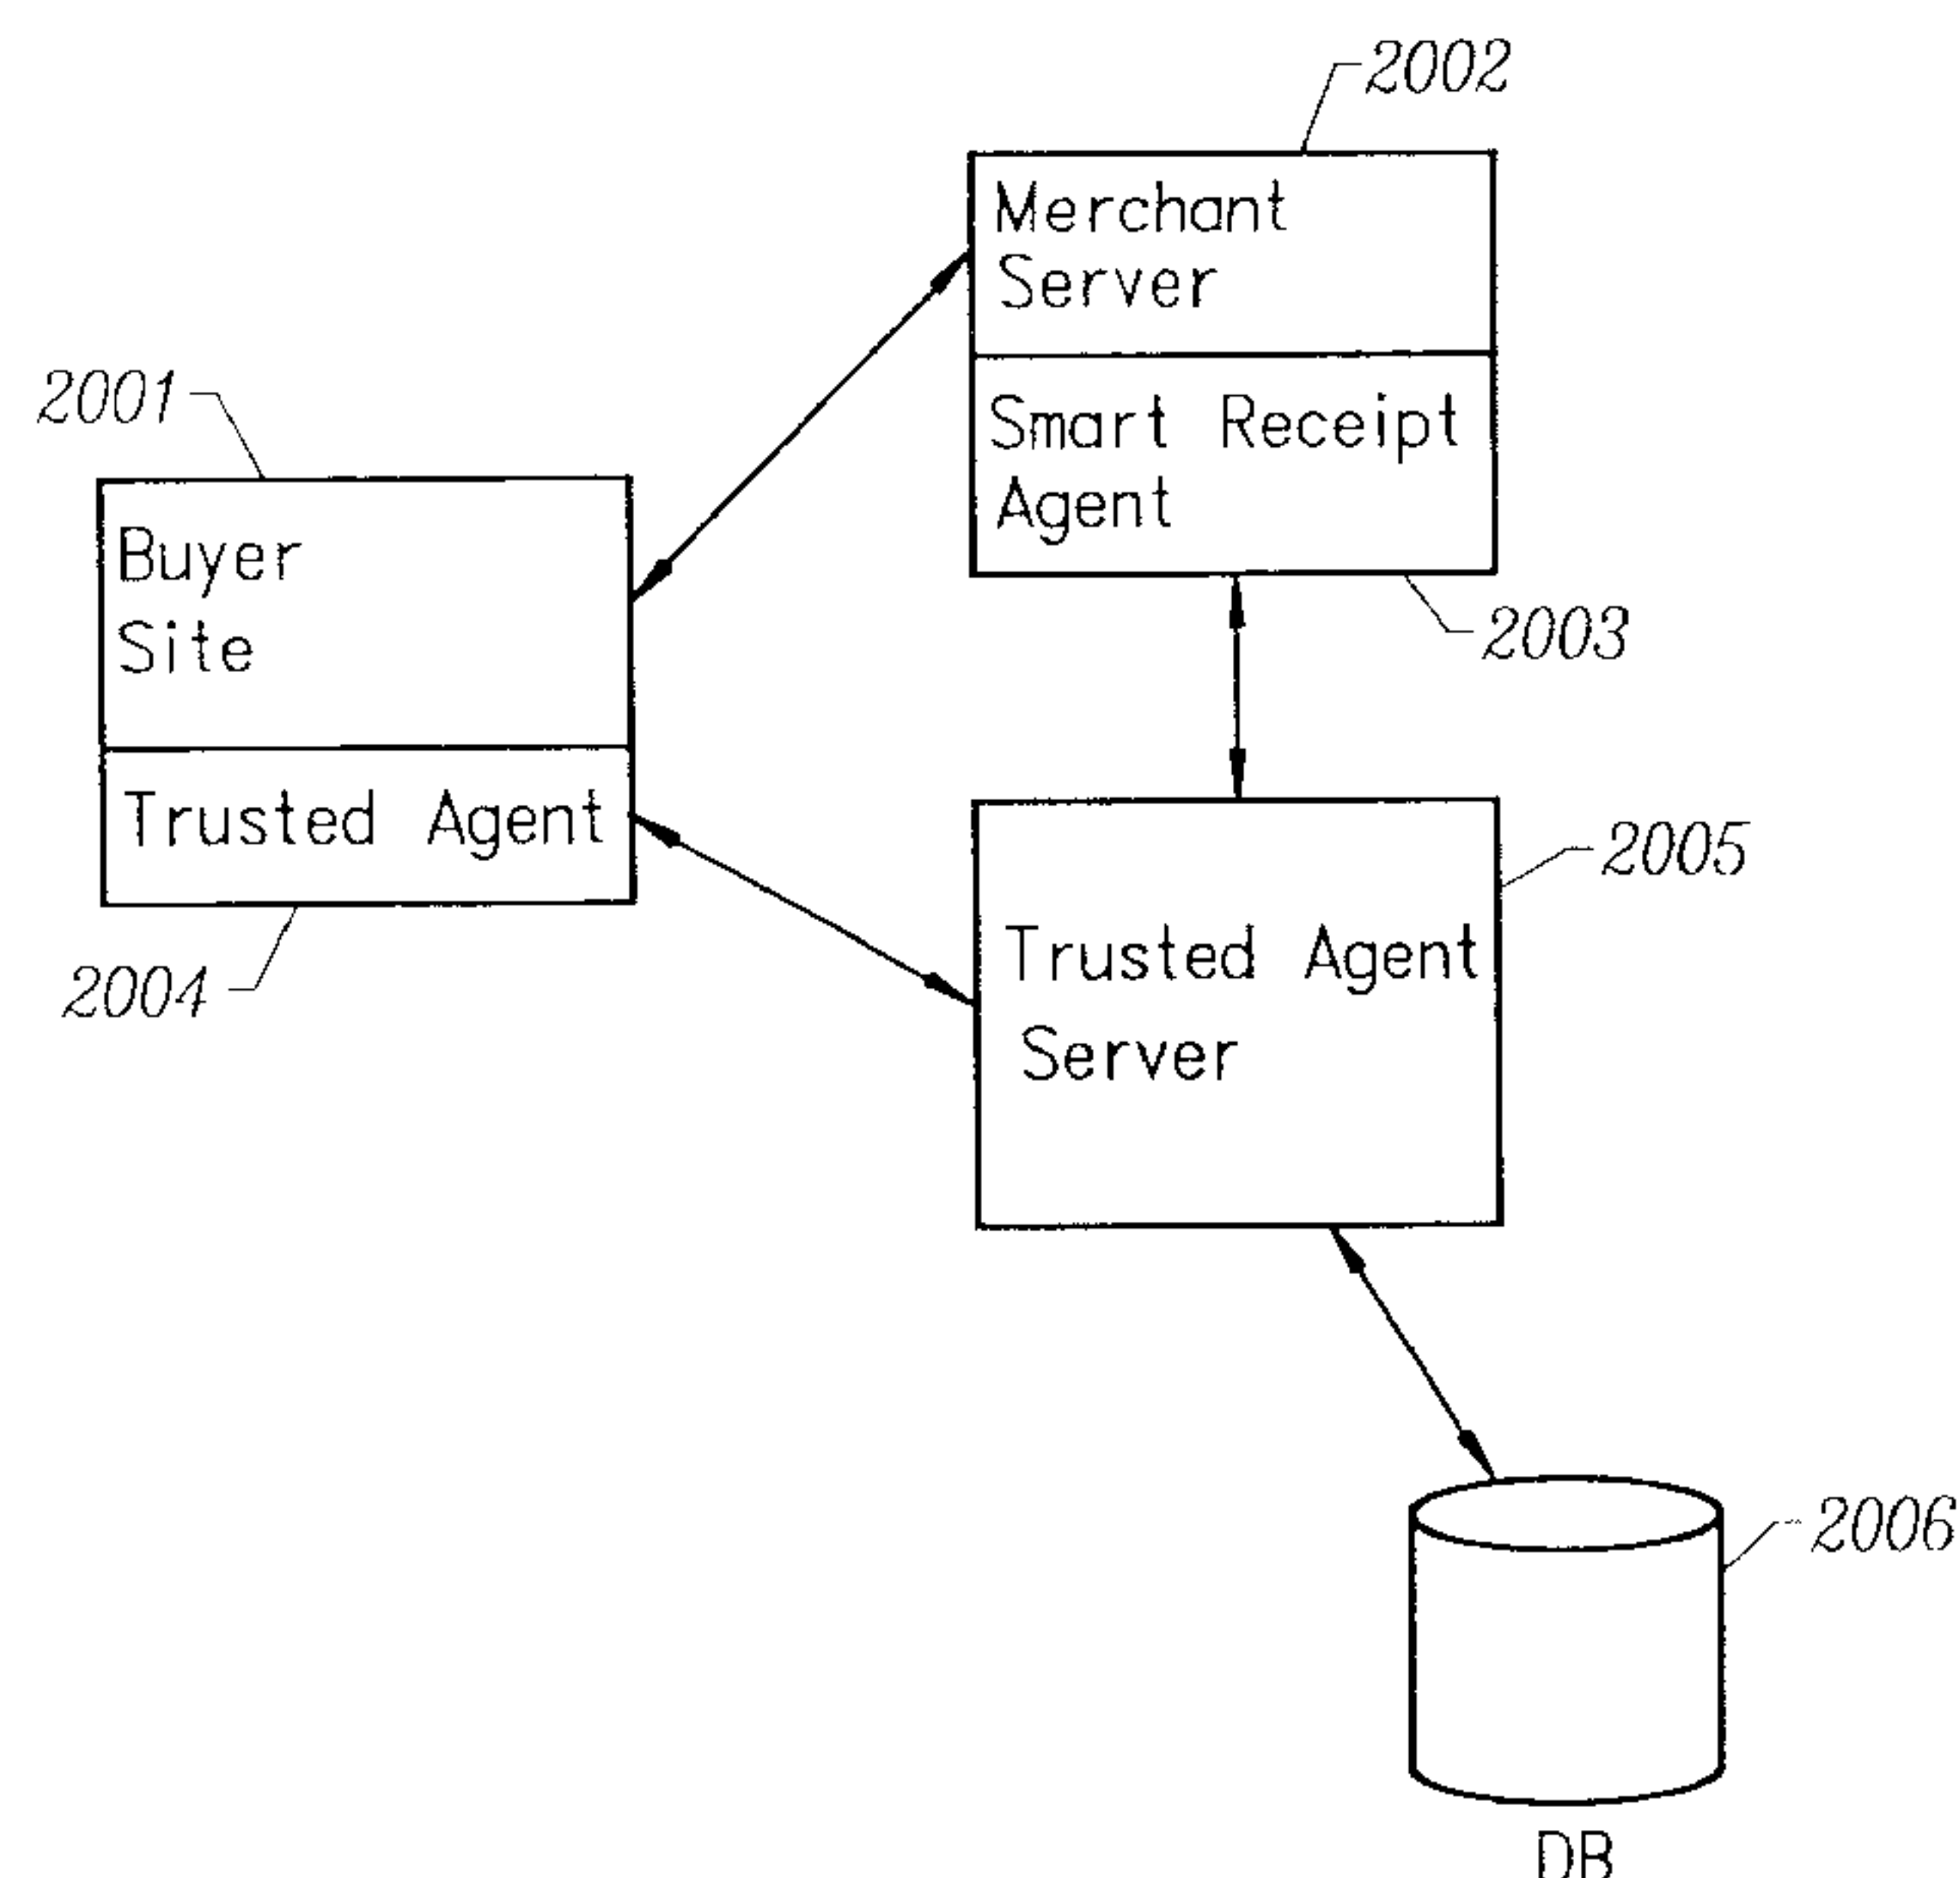 2002
Merchant
Server
2001
Smart Receipt
Agent
Buyer
Site
2003
Trusted Agent
2005
2004
Trusted Agent
Server
2006
DB